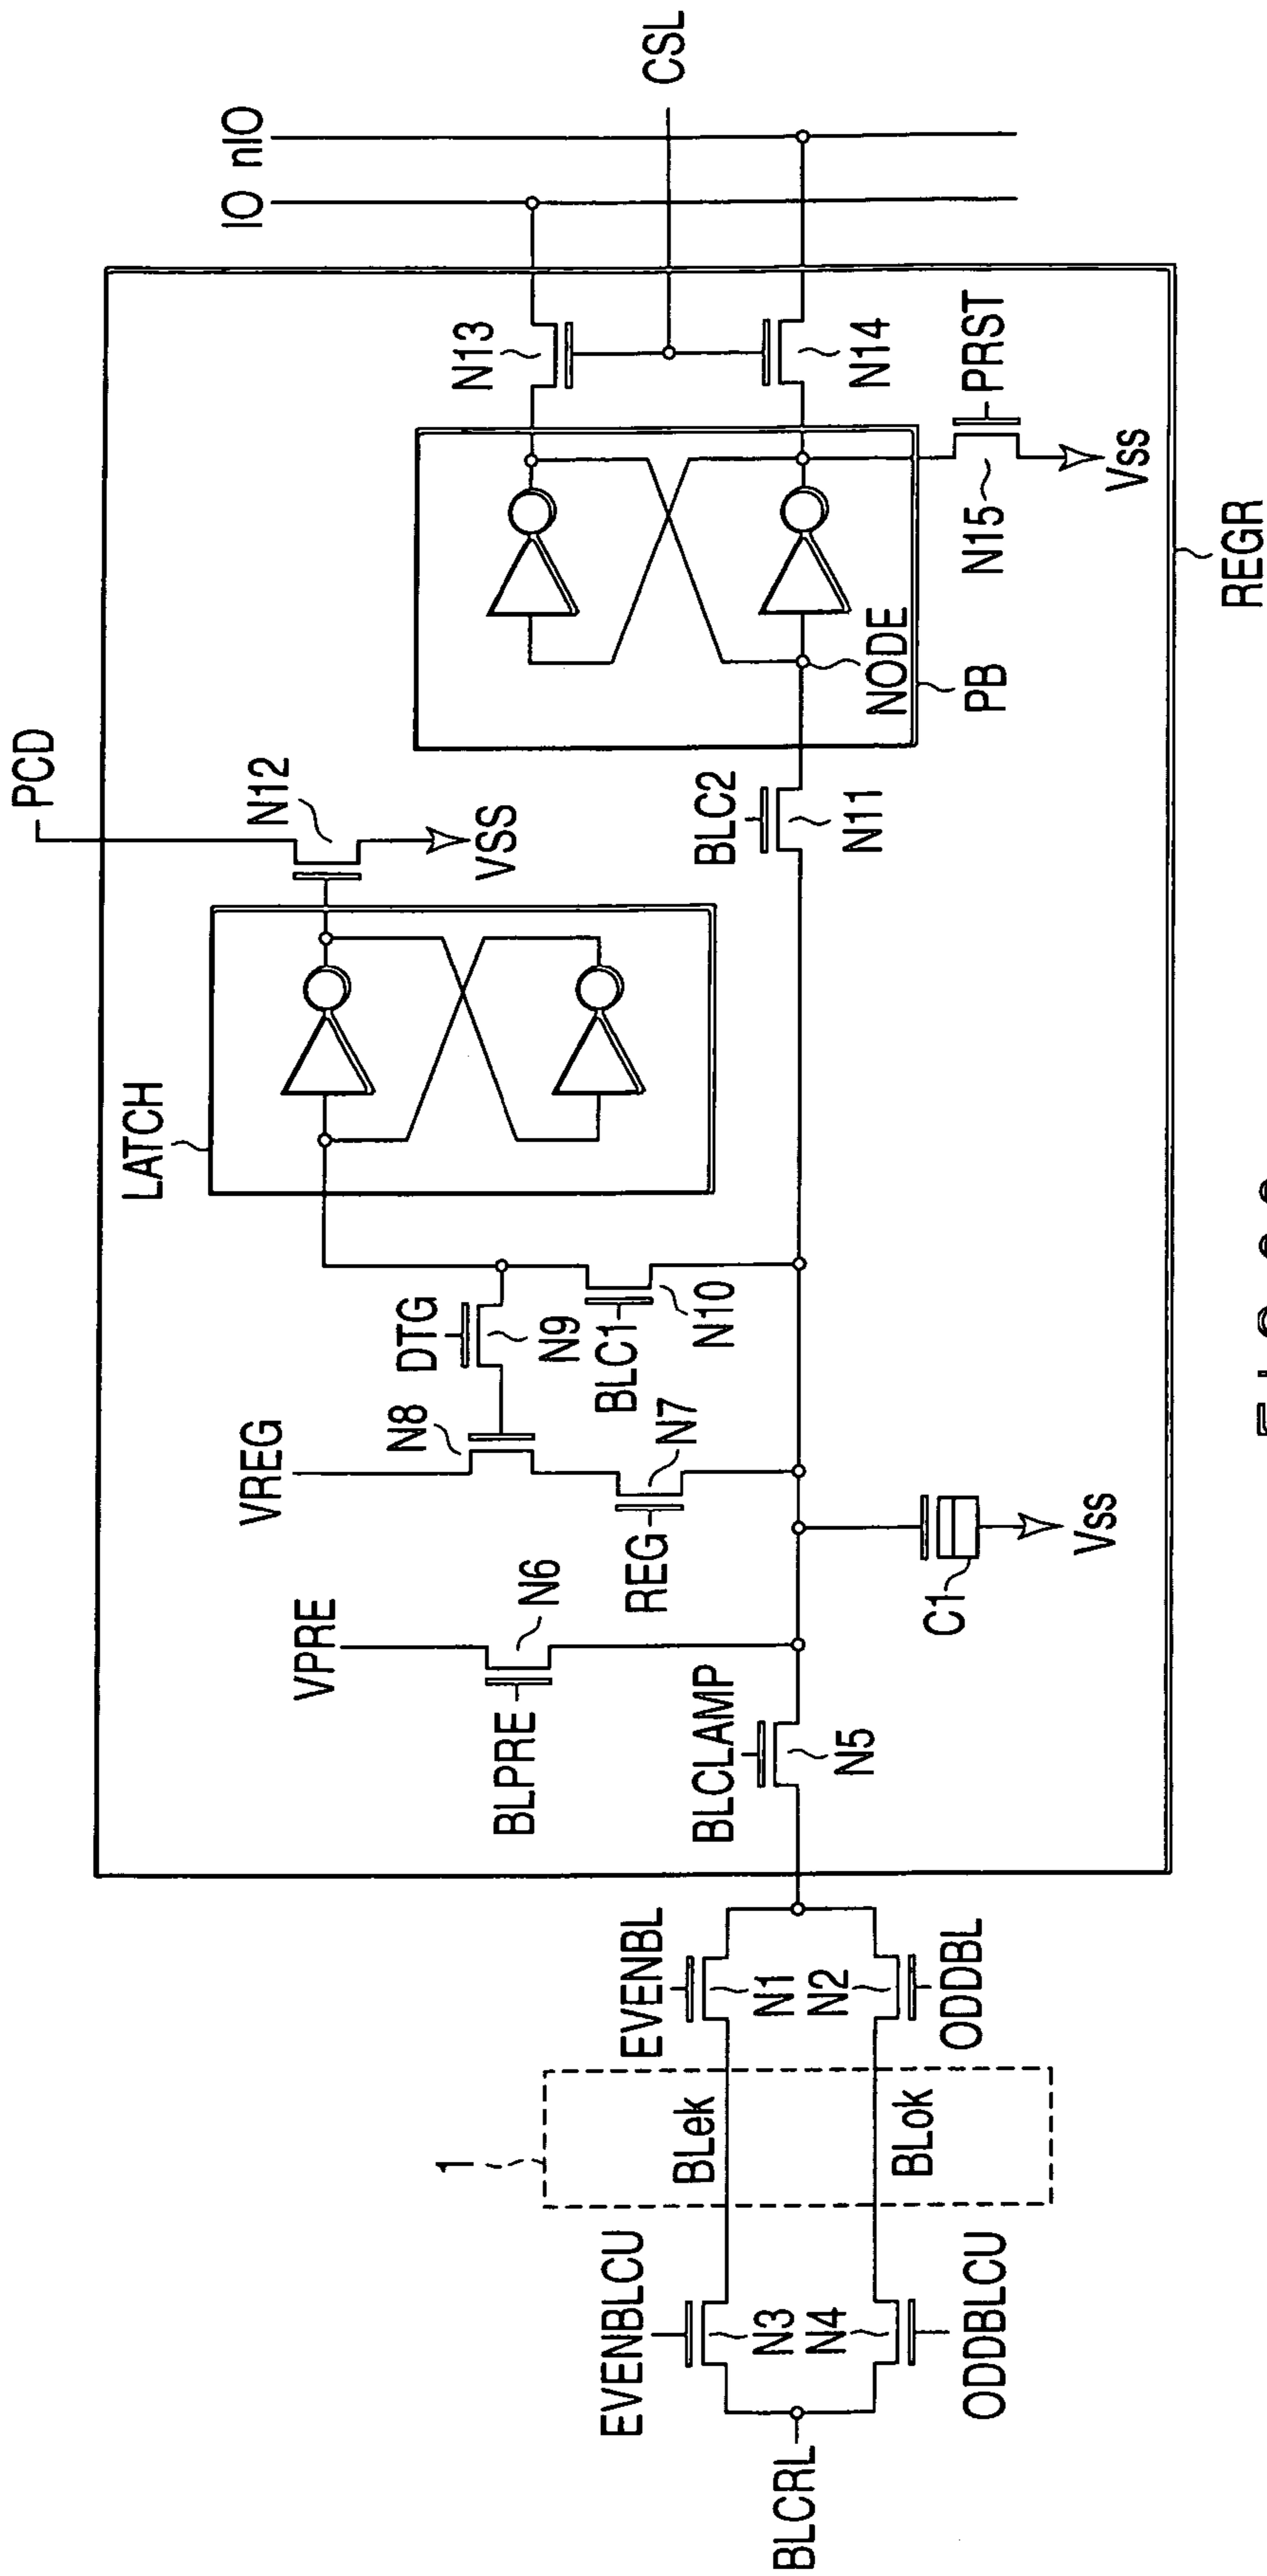 IO nIO
CSL
PCD
N12
VSS
LATCH
N13
N14
PRST
N15
Vss
NODE
PB
REGR
BLC2
N11
DTG
N9
BLC1
N10
VREG
N8
N7
REG
VPRE
N6
BLPRE
BLCLAMP
N5
C1
Vss
EVENBL
N1
N2
ODDBL
1
BLek
BLok
EVENBLCU
N3
N4
ODDBLCU
BLCRL